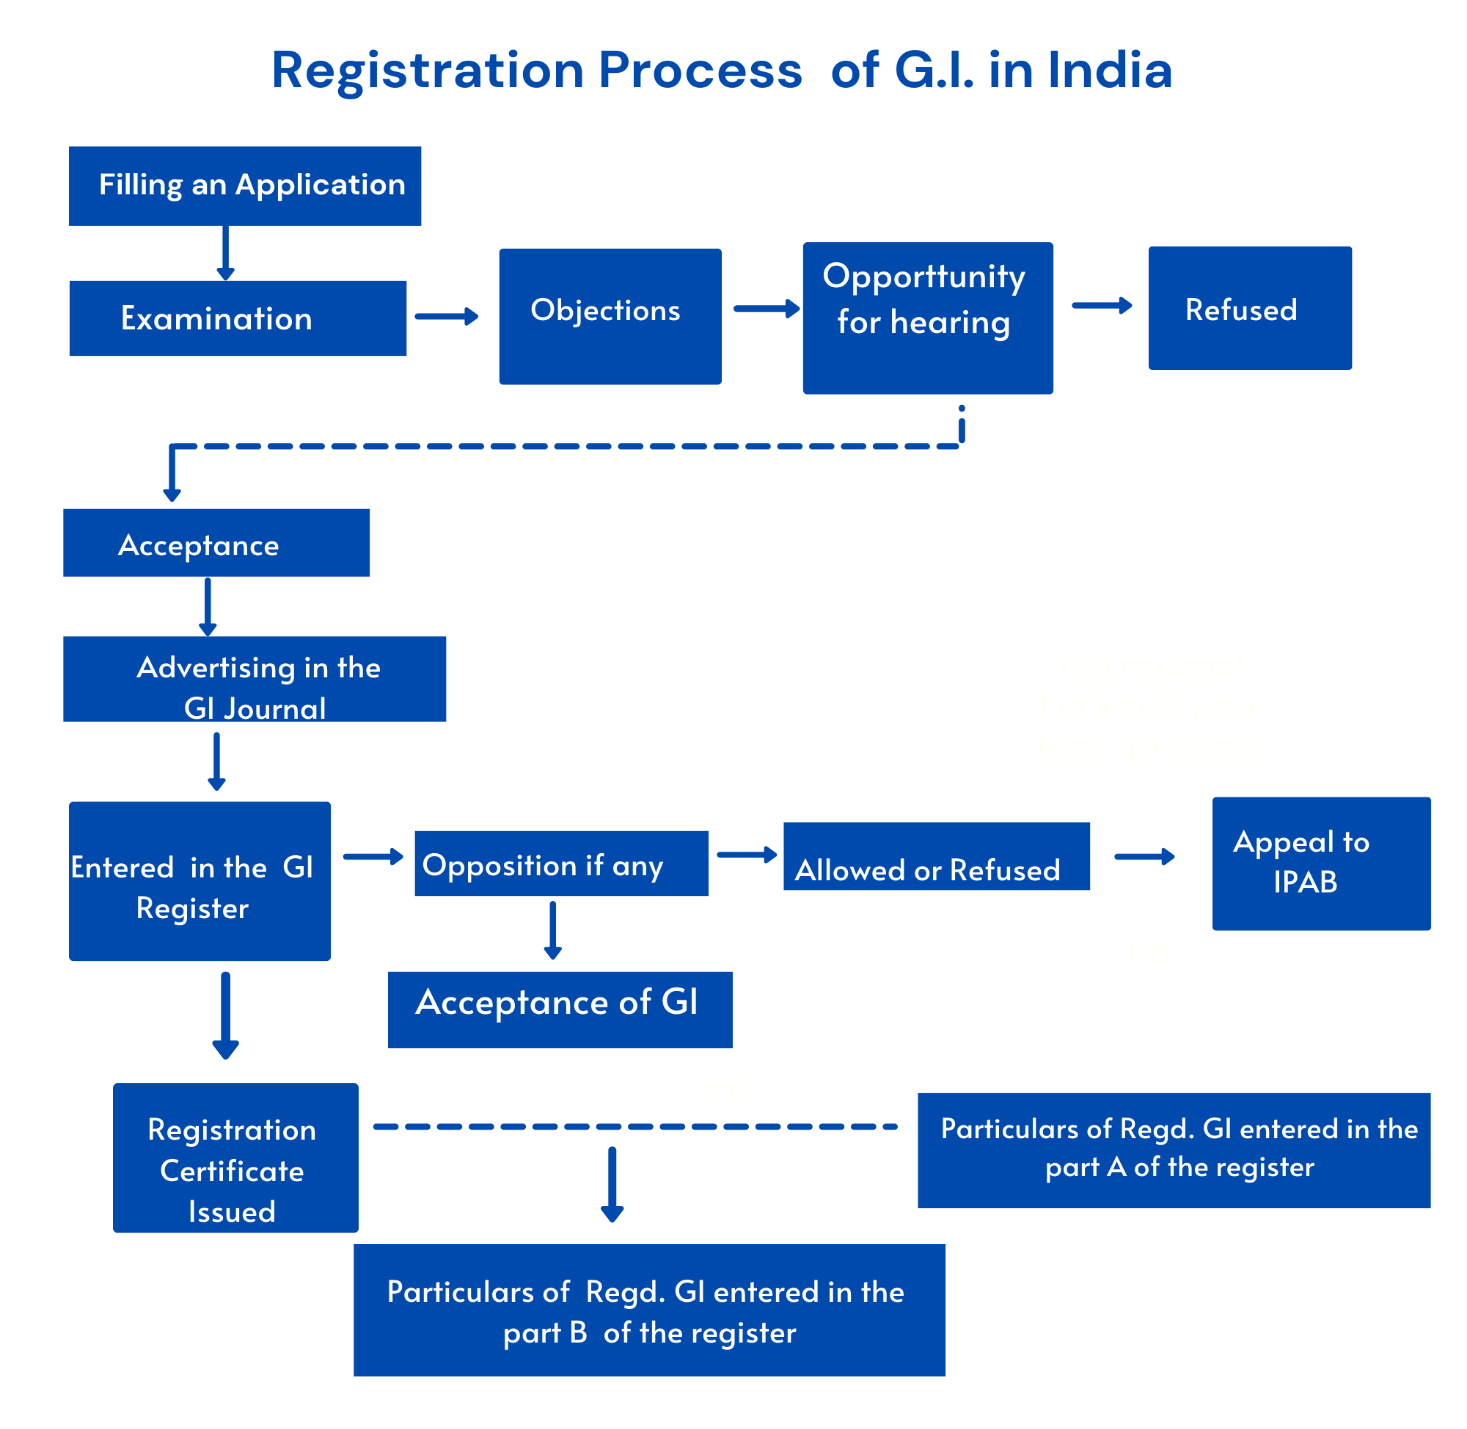 Registration Process of G.I. in India
Filling an Application
Examination
Objections
Opporttunity
for hearing
Refused
Acceptance
Advertising in the
GI Journal
Entered in the GI
Register
Opposition if any
Allowed or Refused
Appeal to
IPAB
Acceptance of GI
Registration
Certificate
Issued
Particulars of Regd. GI entered in the
part A of the register
Particulars of Regd. GI entered in the
part B of the register